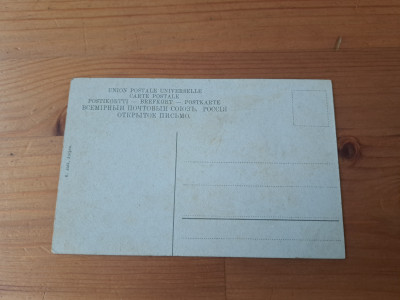 UNION POSTALE UNIVERSELLE
CARTE POSTALE
POSTIKORTTI — BREFKORT — POSTKARTE
ВСЕМІРНЫЙ ПОЧТОВЫЙ СОЮЗЪ. РОССІЯ
ОТКРЫТОЕ ПИСЬМО.